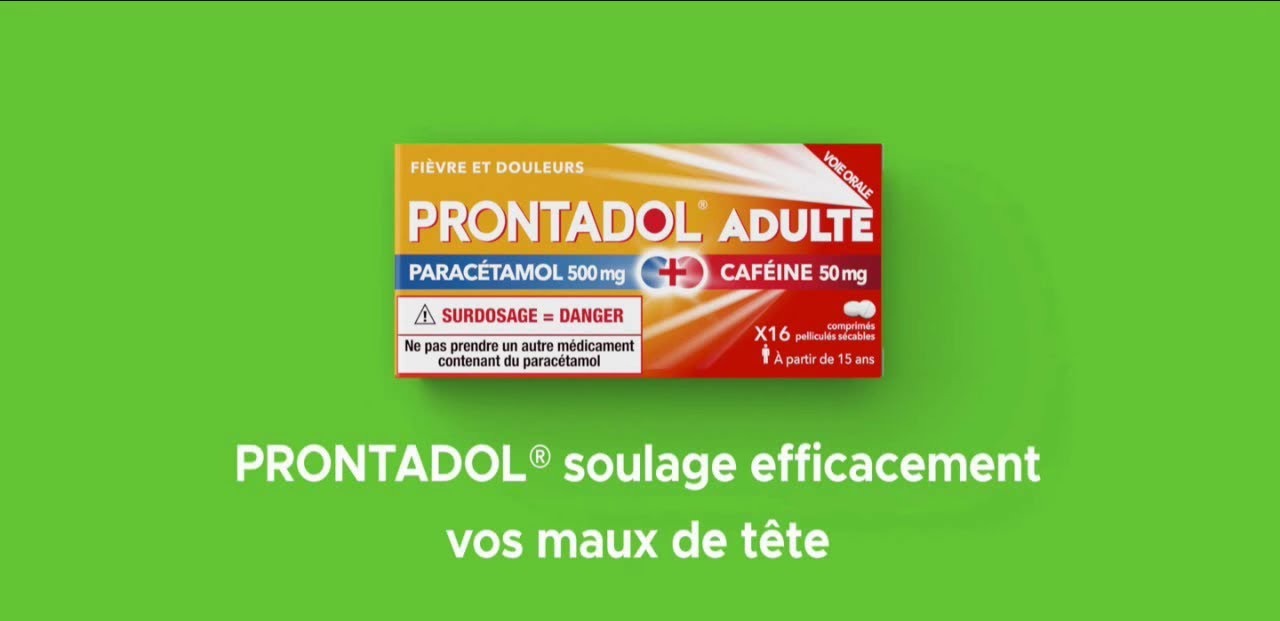 FIÈVRE ET DOULEURS
VOIE ORALE
PRONTADOL® ADULTE
PARACÉTAMOL 500 mg + CAFÉINE 50 mg
SURDOSAGE = DANGER
Ne pas prendre un autre médicament
contenant du paracétamol
X16 comprimés
pelliculés sécables
À partir de 15 ans
PRONTADOL® soulage efficacement
vos maux de tête